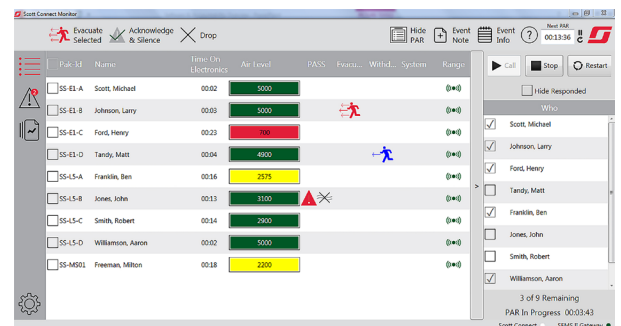 Scott Connect Monitor
Evacuate Selected
Acknowledge & Silence
Drop
Hide PAR
Event Note
Event Info
?
Next PAR
00:13:36
Pak-Id Name Time On Electronics Air Level PASS Evacu... Withd... System Range
SS-E1-A Scott, Michael 00:02 5000
SS-E1-B Johnson, Larry 00:03 5000
SS-E1-C Ford, Henry 00:23 700
SS-E1-D Tandy, Matt 00:04 4900
SS-L5-A Franklin, Ben 00:16 2575
SS-L5-B Jones, John 00:13 3100
SS-L5-C Smith, Robert 00:14 2900
SS-L5-D Williamson, Aaron 00:02 5000
SS-MS01 Freeman, Milton 00:18 2200
>
Call Stop Restart
Hide Responded
Who
Scott, Michael
Johnson, Larry
Ford, Henry
Tandy, Matt
Franklin, Ben
Jones, John
Smith, Robert
Williamson, Aaron
3 of 9 Remaining
PAR In Progress 00:03:43
Scott Connect SEMS II Gateway